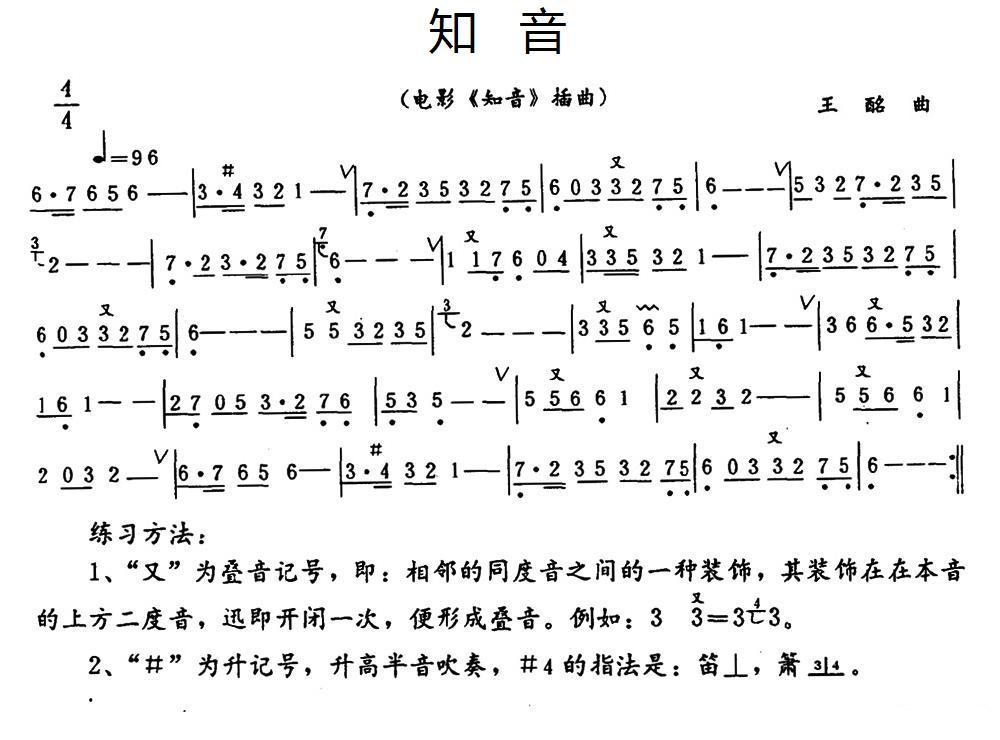 知 音
4/4
（电影《知音》插曲）
王 酩 曲
♩=96
6·7 6 5 6 — | 3·#4 3 2 1 — ∨| 7·2 3 5 3 2 7 5 | 6 0 3 3 2 7 5 | 6 - - - ∨| 5 3 2 7·2 3 5 |
3 2 - - - | 7·2 3·2 7 5 | 7 6 - - - ∨| 1 1 7 6 0 4 | 3 3 5 3 2 1 — | 7·2 3 5 3 2 7 5 |
6 0 3 3 2 7 5 | 6 - - - | 5 5 3 2 3 5 | 3 2 - - - | 3 3 5 6 5 | 1 6 1 - - ∨| 3 6 6·5 3 2 |
1 6 1 - - | 2 7 0 5 3·2 7 6 | 5 3 5 - - ∨| 5 5 6 6 1 | 2 2 3 2 — | 5 5 6 6 1 |
2 0 3 2 — ∨| 6·7 6 5 6 — | 3·#4 3 2 1 — | 7·2 3 5 3 2 7 5 | 6 0 3 3 2 7 5 | 6 - - - :‖
练习方法：
1、“又”为叠音记号，即：相邻的同度音之间的一种装饰，其装饰在在本音
的上方二度音，迅即开闭一次，便形成叠音。例如：3 又3=3 4 3。
2、“#”为升记号，升高半音吹奏，#4的指法是：笛⊥，箫 3|4 。